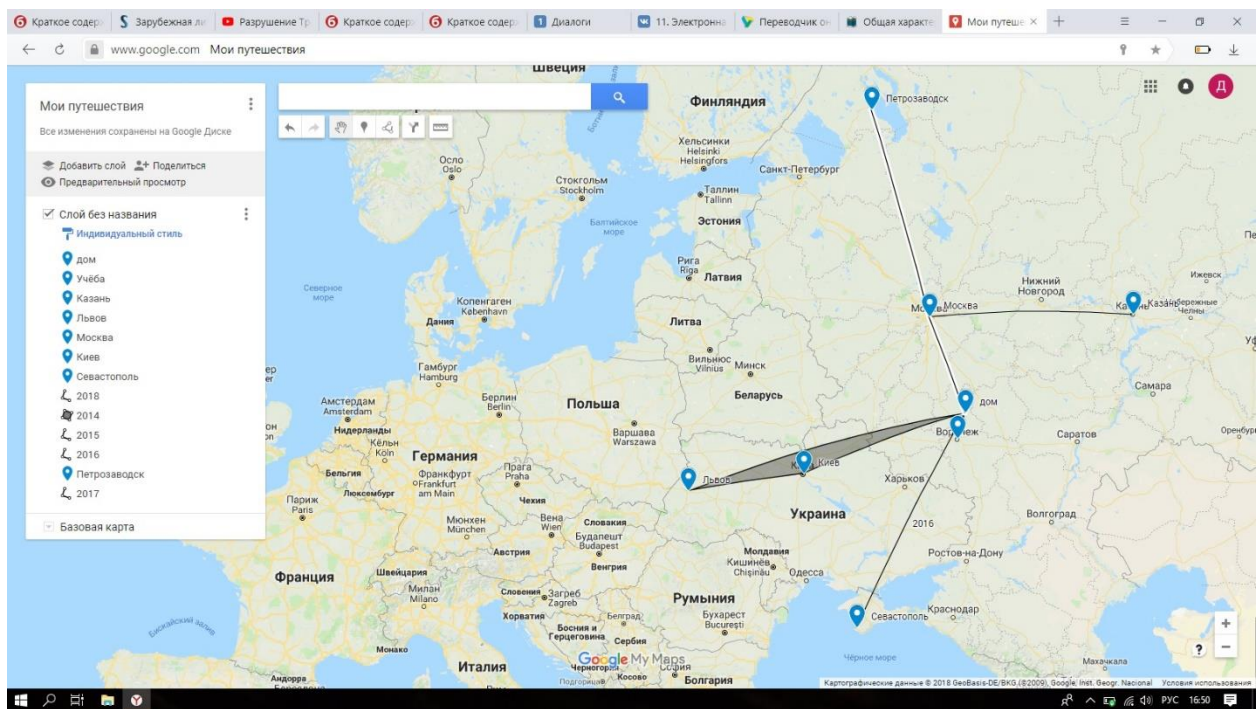 Краткое содер
Зарубежная ли
Разрушение Тр
Краткое содер
Краткое содер
Диалоги
11. Электронна
Переводчик он
Общая характе
Мои путеше
www.google.com Мои путешествия
Мои путешествия
Все изменения сохранены на Google Диске
Добавить слой Поделиться
Предварительный просмотр
Слой без названия
Индивидуальный стиль
дом
Учёба
Казань
Львов
Москва
Киев
Севастополь
2018
2014
2015
2016
Петрозаводск
2017
Базовая карта
Д
Швеция
Финляндия
Петрозаводск
Хельсинки
Helsinki
Helsingfors
Санкт-Петербург
Осло
Oslo
Стокгольм
Stockholm
Таллин
Tallinn
Эстония
Балтийское
море
Рига
Riga
Латвия
Северное
море
Нижний
Новгород
Ижевск
Копенгаген
København
Дания
Литва
Москва
Казань
Набережные
Челны
Вильнюс
Vilnius
Минск
Гамбург
Hamburg
Беларусь
Самара
Амстердам
Amsterdam
Берлин
Berlin
Польша
дом
Нидерланды
Варшава
Warszawa
Воронеж
Саратов
Оренбург
Кёльн
Köln
Германия
Бельгия
Франкфурт
Frankfurt
am Main
Прага
Praha
Львов
Киев
Харьков
Люксембург
Париж
Paris
Чехия
Украина
2016
Волгоград
Мюнхен
München
Вена
Wien
Словакия
Будапешт
Budapest
Австрия
Венгрия
Молдавия
Кишинёв
Chișinău
Одесса
Ростов-на-Дону
Франция
Швейцария
Милан
Milano
Словения
Загреб
Zagreb
Румыния
Хорватия
Белград
Бухарест
București
Севастополь
Краснодар
Бискайский залив
Босния и
Герцеговина
Сербия
Монако
Италия
Google My Maps
Черногория
Подгорица
Косово
София
Болгария
Чёрное море
Махачкала
Андорра
Картографические данные © 2018 GeoBasis-DE/BKG (©2009), Google, Inst. Geogr. Nacional Условия использования
РУС 16:50